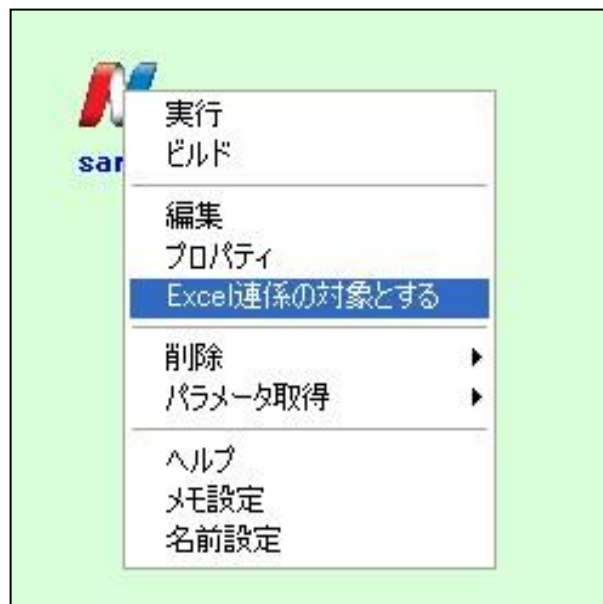 sar
実行
ビルド
編集
プロパティ
Excel連係の対象とする
削除
パラメータ取得
ヘルプ
メモ設定
名前設定